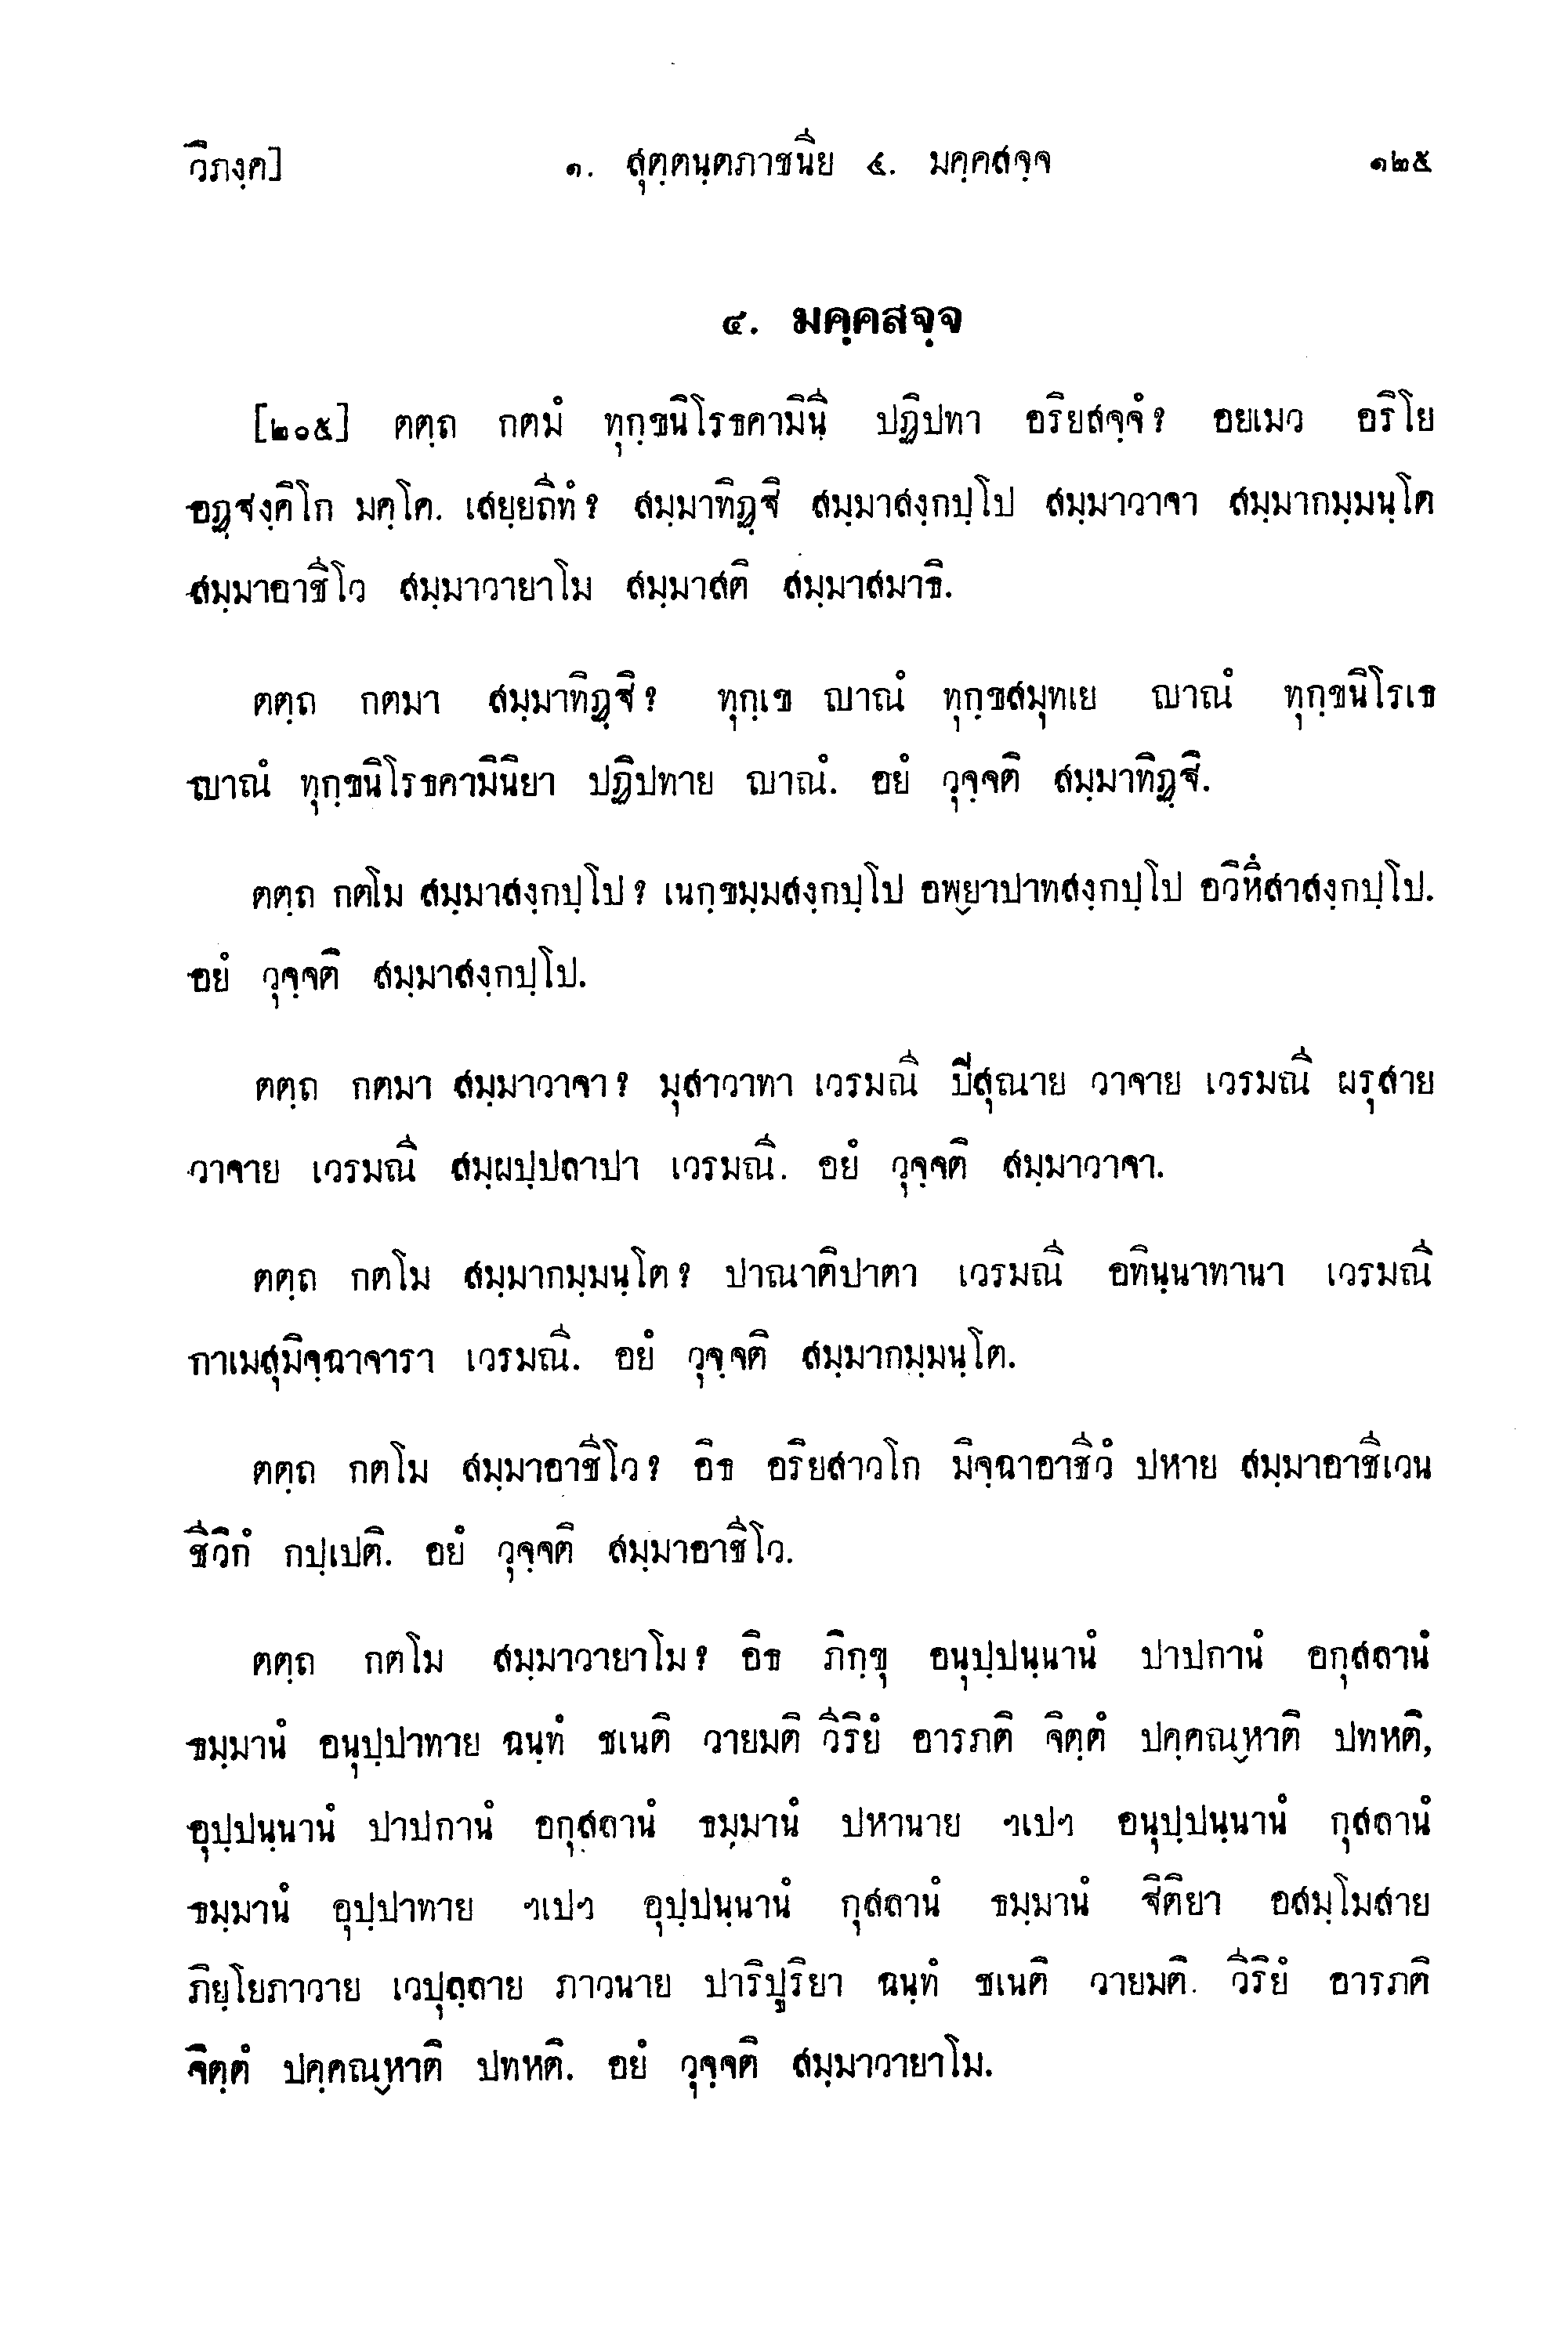 วิภงฺค]	๑. สุตฺตนฺตภาชนีย ๔. มคฺคสจฺจ	๑๒๕
๔. มคฺคสจฺจ
[๒๐๕] ตตฺถ กตมํ ทุกฺขนิโรธคามินี ปฏิปทา อริยสจฺจํ? อยเมว อริโย
อฏฺฐงฺคิโก มคฺโค. เสยฺยถีทํ? สมฺมาทิฏฺฐิ สมฺมาสงฺกปฺโป สมฺมาวาจา สมฺมากมฺมนฺโต
สมฺมาอาชีโว สมฺมาวายาโม สมฺมาสติ สมฺมาสมาธิ.
ตตฺถ กตมา สมฺมาทิฏฺฐิ? ทุกฺเข ญาณํ ทุกฺขสมุทเย ญาณํ ทุกฺขนิโรเธ
ญาณํ ทุกฺขนิโรธคามินิยา ปฏิปทาย ญาณํ. อยํ วุจฺจติ สมฺมาทิฏฺฐิ.
ตตฺถ กตโม สมฺมาสงฺกปฺโป? เนกฺขมฺมสงฺกปฺโป อพฺยาปาทสงฺกปฺโป อวิหึสาสงฺกปฺโป.
อยํ วุจฺจติ สมฺมาสงฺกปฺโป.
ตตฺถ กตมา สมฺมาวาจา? มุสาวาทา เวรมณี ปิสุณาย วาจาย เวรมณี ผรุสาย
วาจาย เวรมณี สมฺผปฺปลาปา เวรมณี. อยํ วุจฺจติ สมฺมาวาจา.
ตตฺถ กตโม สมฺมากมฺมนฺโต? ปาณาติปาตา เวรมณี อทินฺนาทานา เวรมณี
กาเมสุมิจฺฉาจารา เวรมณี. อยํ วุจฺจติ สมฺมากมฺมนฺโต.
ตตฺถ กตโม สมฺมาอาชีโว? อิธ อริยสาวโก มิจฺฉาอาชีวํ ปหาย สมฺมาอาชีเวน
ชีวิกํ กปฺเปติ. อยํ วุจฺจติ สมฺมาอาชีโว.
ตตฺถ กตโม สมฺมาวายาโม? อิธ ภิกฺขุ อนุปฺปนฺนานํ ปาปกานํ อกุสลานํ
ธมฺมานํ อนุปฺปาทาย ฉนฺทํ ชเนติ วายมติ วีริยํ อารภติ จิตฺตํ ปคฺคณฺหาติ ปทหติ,
อุปฺปนฺนานํ ปาปกานํ อกุสลานํ ธมฺมานํ ปหานาย ฯเปฯ อนุปฺปนฺนานํ กุสลานํ
ธมฺมานํ อุปฺปาทาย ฯเปฯ อุปฺปนฺนานํ กุสลานํ ธมฺมานํ ฐิติยา อสมฺโมสาย
ภิยฺโยภาวาย เวปุลฺลาย ภาวนาย ปาริปูริยา ฉนฺทํ ชเนติ วายมติ วีริยํ อารภติ
จิตฺตํ ปคฺคณฺหาติ ปทหติ. อยํ วุจฺจติ สมฺมาวายาโม.